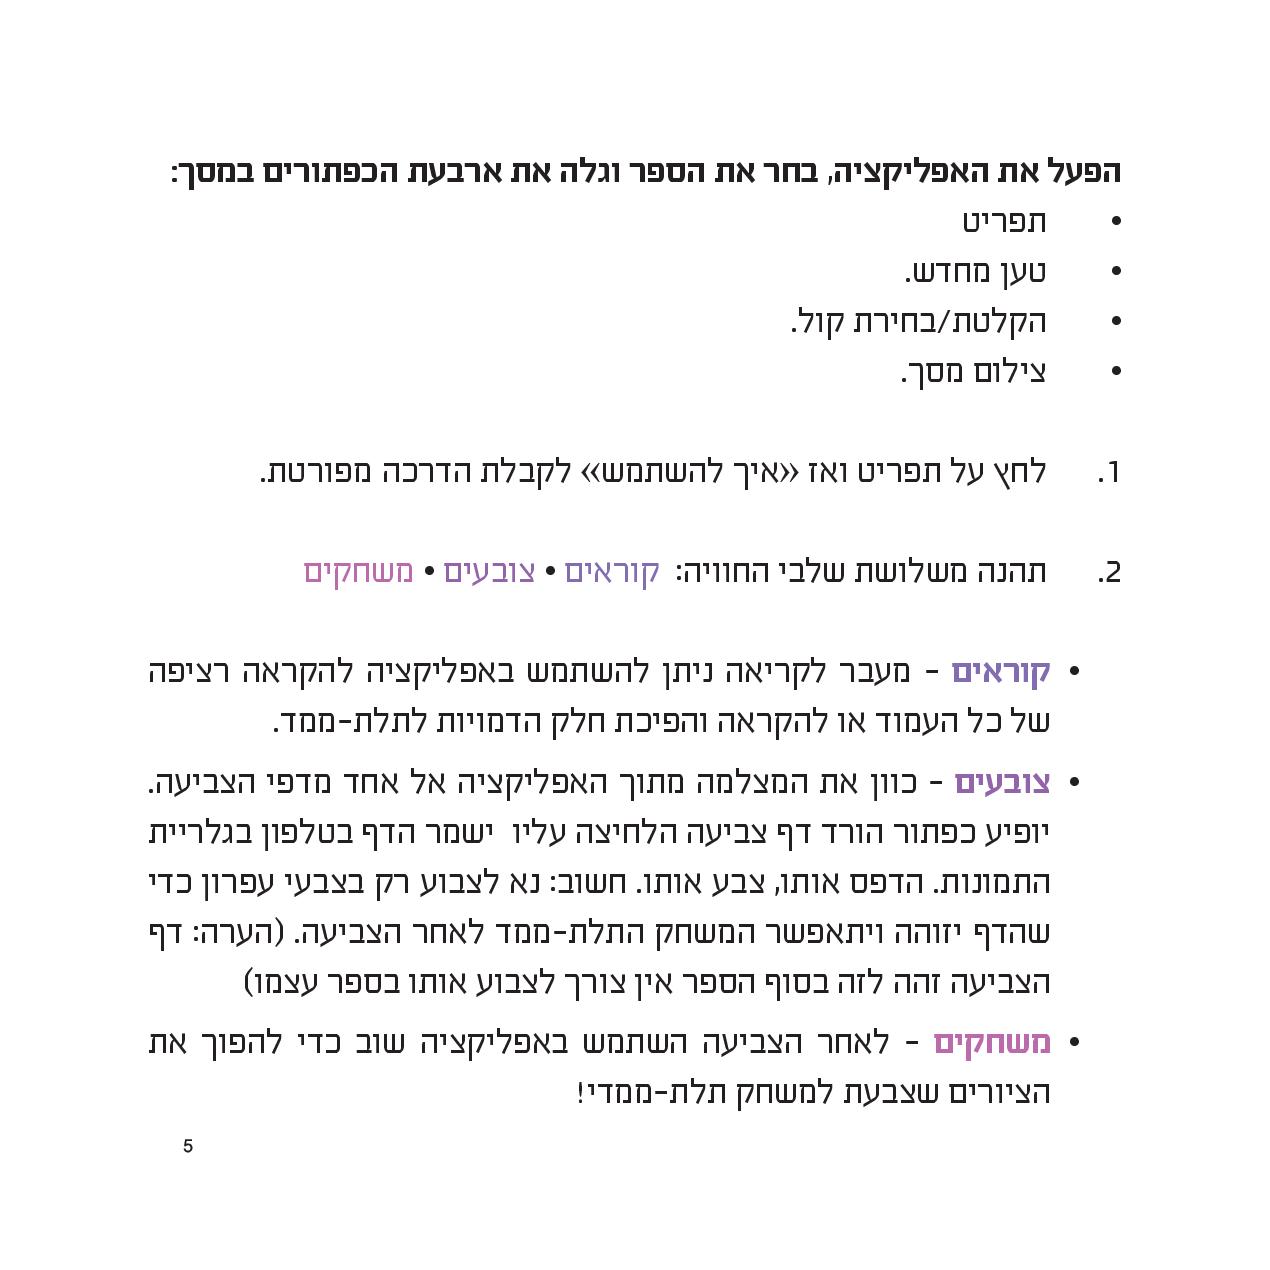 הפעל את האפליקציה, בחר את הספר וגלה את ארבעת הכפתורים במסך:
• תפריט
• טען מחדש.
• הקלטת/בחירת קול.
• צילום מסך.
1. לחץ על תפריט ואז «איך להשתמש» לקבלת הדרכה מפורטת.
2. תהנה משלושת שלבי החוויה: קוראים • צובעים • משחקים
• קוראים - מעבר לקריאה ניתן להשתמש באפליקציה להקראה רציפה
של כל העמוד או להקראה והפיכת חלק הדמויות לתלת-ממד.
• צובעים - כוון את המצלמה מתוך האפליקציה אל אחד מדפי הצביעה.
יופיע כפתור הורד דף צביעה הלחיצה עליו ישמר הדף בטלפון בגלריית
התמונות. הדפס אותו, צבע אותו. חשוב: נא לצבוע רק בצבעי עפרון כדי
שהדף יזוהה ויתאפשר המשחק התלת-ממד לאחר הצביעה. (הערה: דף
הצביעה זהה לזה בסוף הספר אין צורך לצבוע אותו בספר עצמו)
• משחקים - לאחר הצביעה השתמש באפליקציה שוב כדי להפוך את
הציורים שצבעת למשחק תלת-ממדי!
5